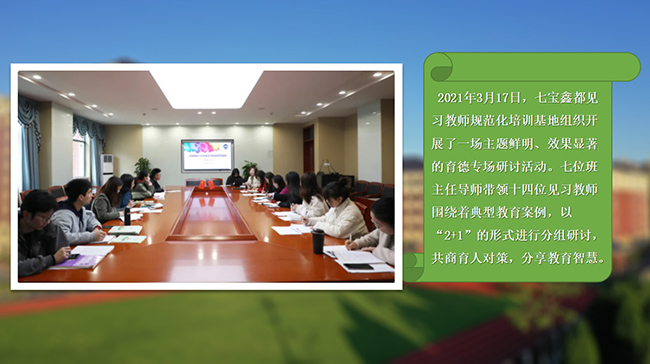 2021年3月17日，七宝鑫都见
习教师规范化培训基地组织开
展了一场主题鲜明、效果显著
的育德专场研讨活动。七位班
主任导师带领十四位见习教师
围绕着典型教育案例，以
“2+1”的形式进行分组研讨，
共商育人对策，分享教育智慧。